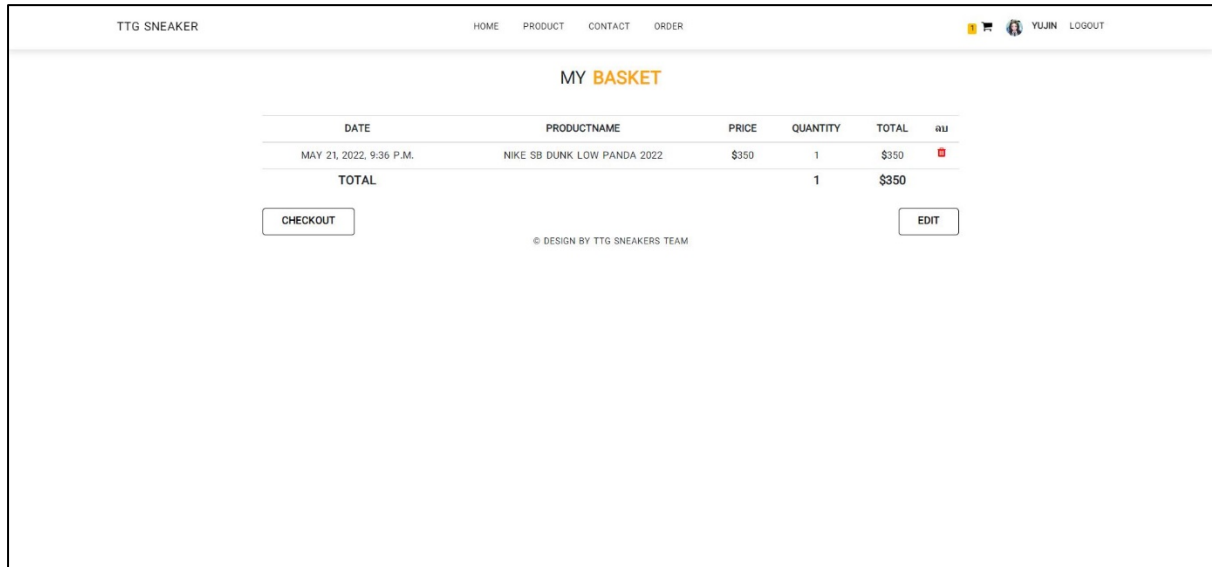 TTG SNEAKER HOME PRODUCT CONTACT ORDER 1 YUJIN LOGOUT
MY BASKET
DATE PRODUCTNAME PRICE QUANTITY TOTAL ลบ
MAY 21, 2022, 9:36 P.M. NIKE SB DUNK LOW PANDA 2022 $350 1 $350
TOTAL 1 $350
CHECKOUT EDIT
© DESIGN BY TTG SNEAKERS TEAM